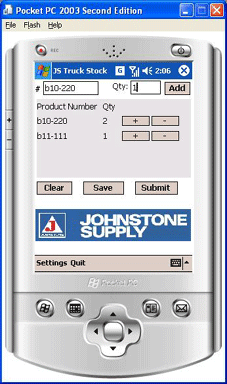 Pocket PC 2003 Second Edition
File Flash Help
REC
JS Truck Stock G 2:06
# b10-220 Qty: 1 Add
Product Number Qty
b10-220 2 + -
b11-111 1 + -
Clear Save Submit
JOHNSTONE
SUPPLY
Settings Quit
Pocket PC